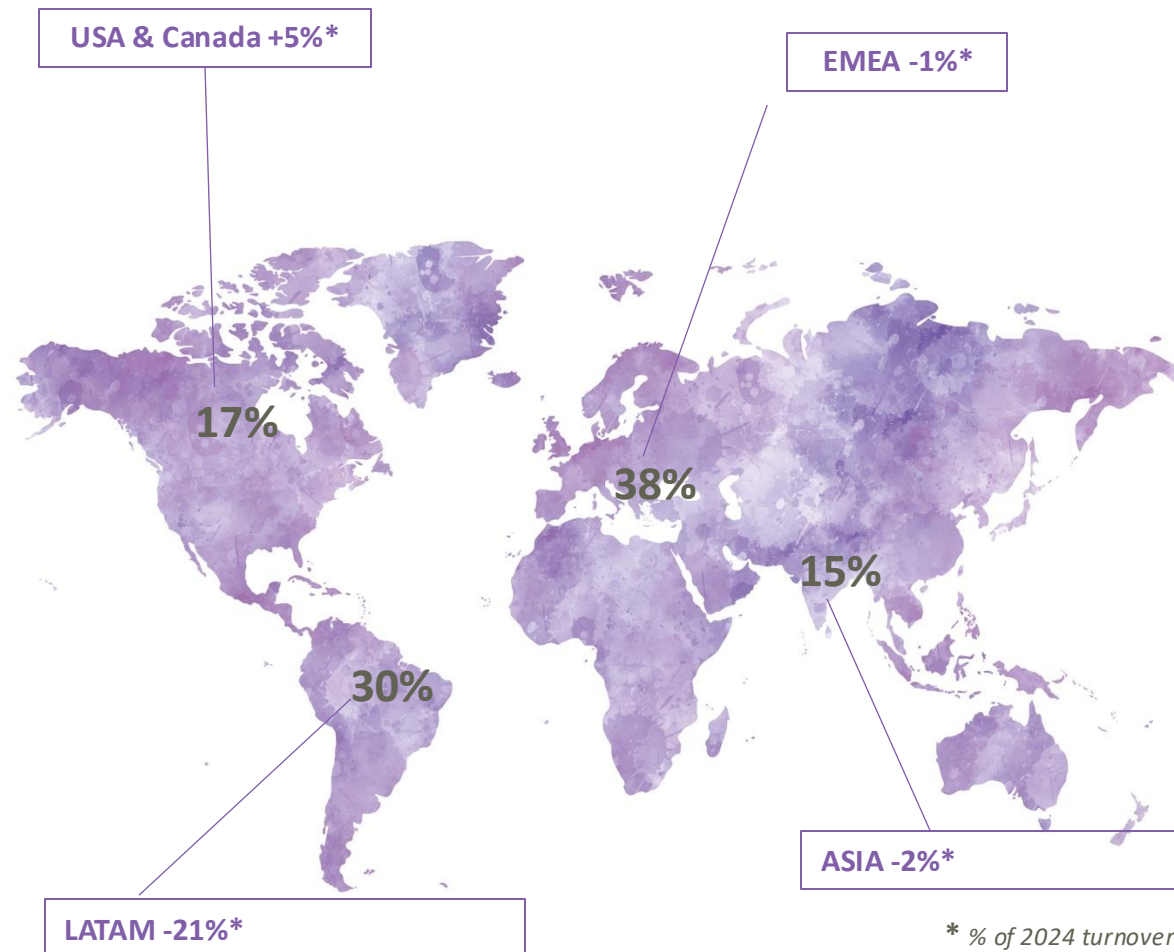 USA & Canada +5%*
EMEA -1%*
17%
38%
15%
30%
ASIA -2%*
LATAM -21%*
* % of 2024 turnover